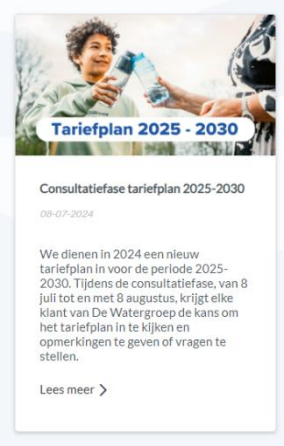 Tariefplan 2025 - 2030
Consultatiefase tariefplan 2025-2030
08-07-2024
We dienen in 2024 een nieuw
tariefplan in voor de periode 2025-
2030. Tijdens de consultatiefase, van 8
juli tot en met 8 augustus, krijgt elke
klant van De Watergroep de kans om
het tariefplan in te kijken en
opmerkingen te geven of vragen te
stellen.
Lees meer